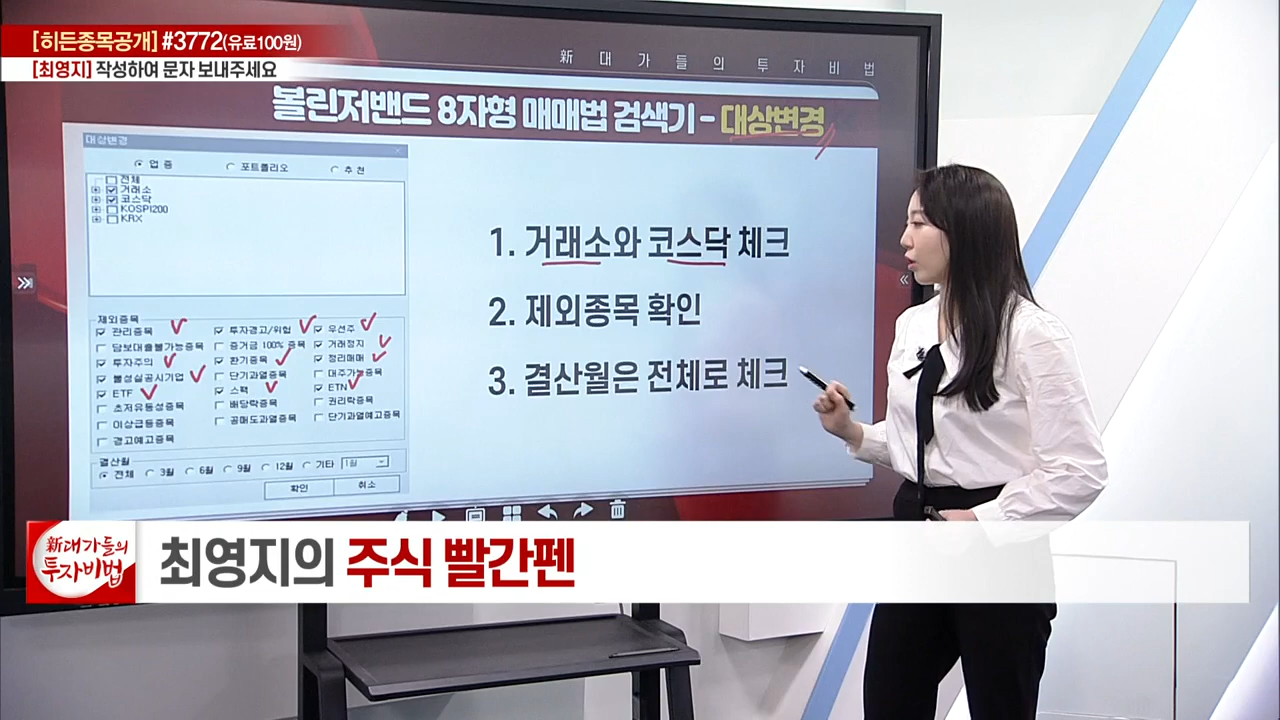 [히든종목공개] #3772(유료100원)
[최영지] 작성하여 문자 보내주세요
新 대 가 들 의 투 자 비 법
볼린저밴드 8자형 매매법 검색기 - 대상변경
대상변경
업 종 포트폴리오 추 천
전체
거래소
코스닥
KOSPI200
KRX
1. 거래소와 코스닥 체크
2. 제외종목 확인
3. 결산월은 전체로 체크
제외종목
관리종목 투자경고/위험 우선주
담보대출불가능종목 증거금 100% 종목 거래정지
투자주의 환기종목 정리매매
불성실공시기업 단기과열종목 대주가능종목
ETF 스팩 ETN
초저유동성종목 배당락종목 권리락종목
이상급등종목 공매도과열종목 단기과열예고종목
경고예고종목
결산월
전체 3월 6월 9월 12월 기타 1월
확인 취소
新대가들의
투자비법
최영지의 주식 빨간펜